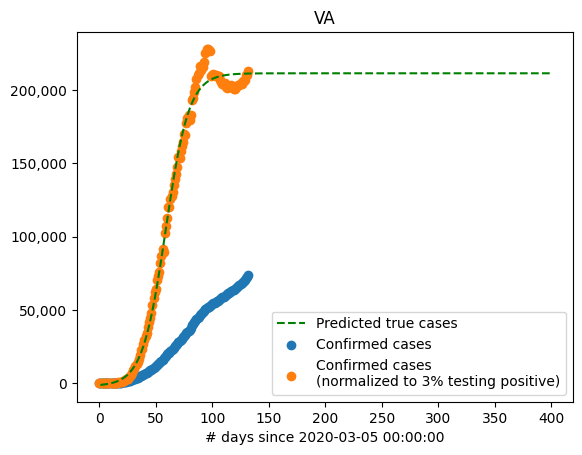 VA
200,000
150,000
100,000
50,000
0
Predicted true cases
Confirmed cases
Confirmed cases
(normalized to 3% testing positive)
0 50 100 150 200 250 300 350 400
# days since 2020-03-05 00:00:00